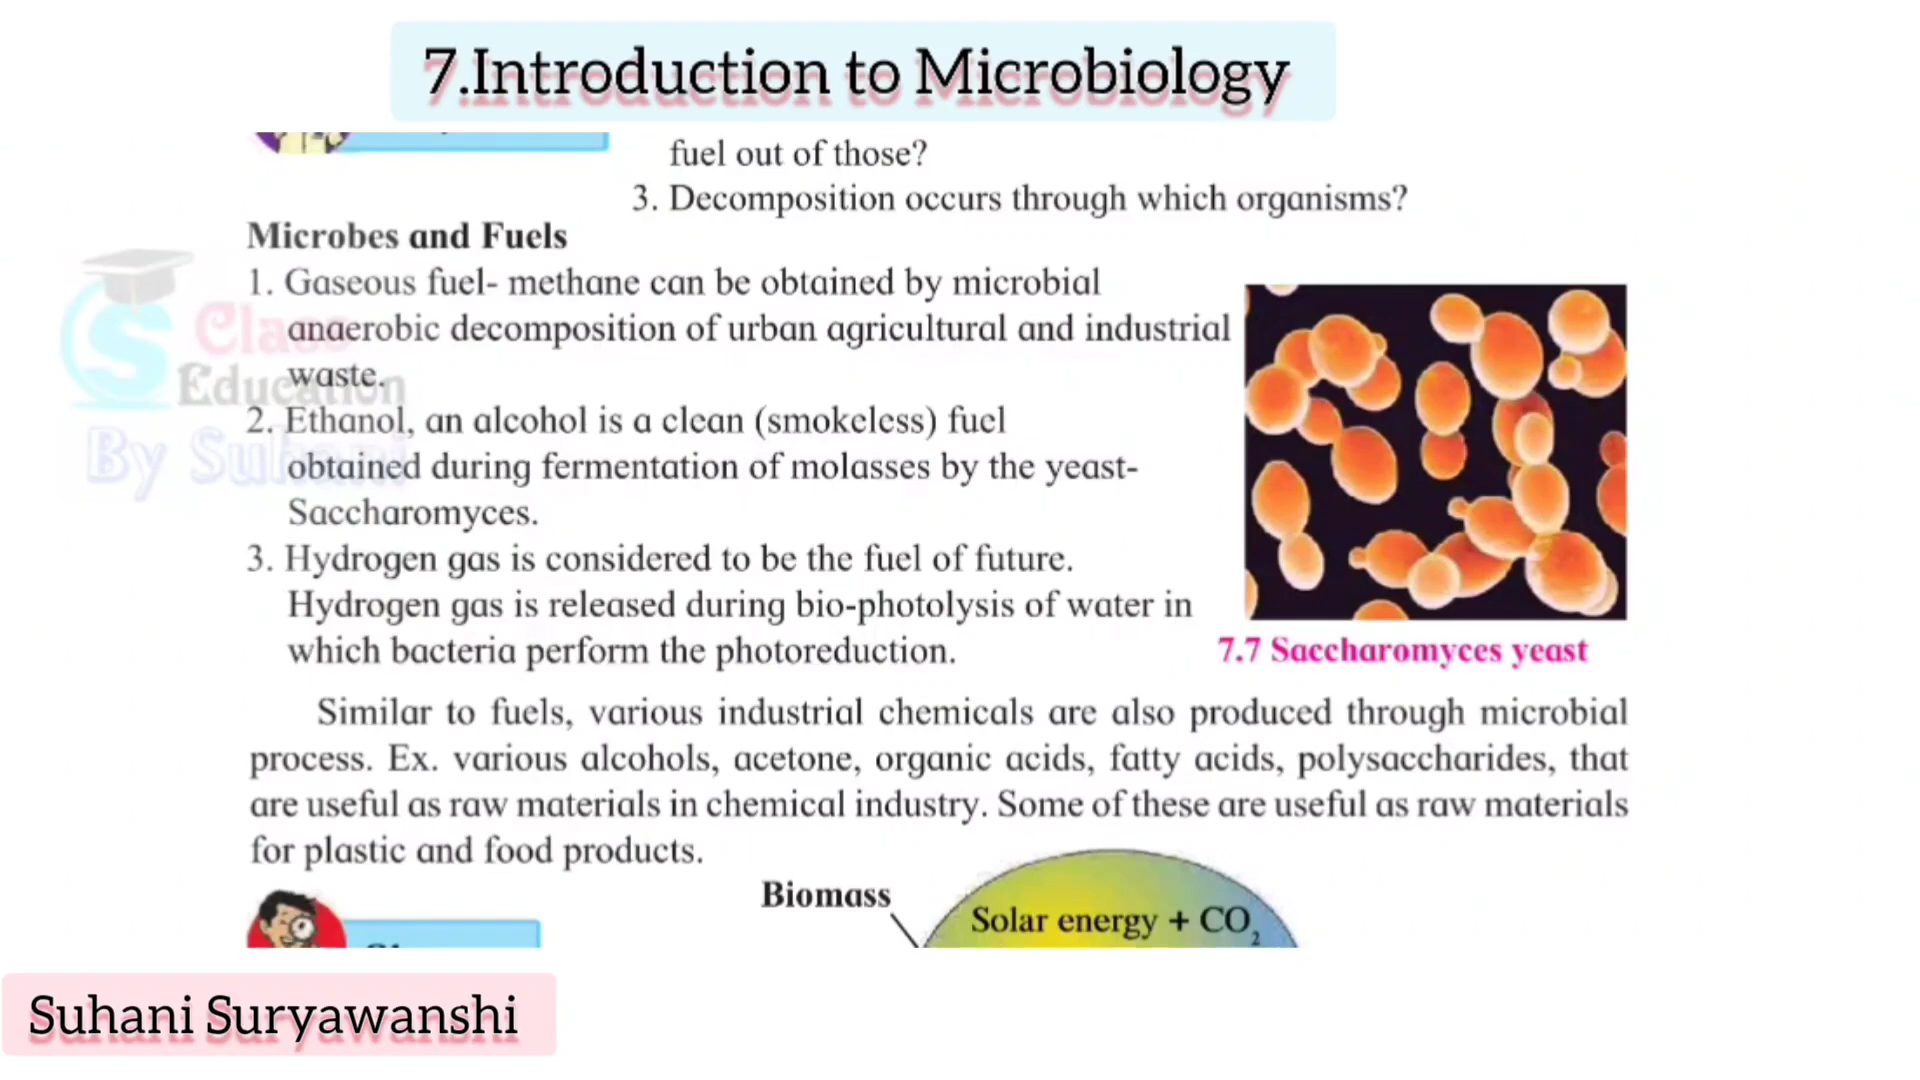 7.Introduction to Microbiology
fuel out of those?
3. Decomposition occurs through which organisms?
Microbes and Fuels
1. Gaseous fuel- methane can be obtained by microbial
anaerobic decomposition of urban agricultural and industrial
waste.
2. Ethanol, an alcohol is a clean (smokeless) fuel
obtained during fermentation of molasses by the yeast-
Saccharomyces.
3. Hydrogen gas is considered to be the fuel of future.
Hydrogen gas is released during bio-photolysis of water in
which bacteria perform the photoreduction.
7.7 Saccharomyces yeast
Class
Education
By Suhani
Similar to fuels, various industrial chemicals are also produced through microbial
process. Ex. various alcohols, acetone, organic acids, fatty acids, polysaccharides, that
are useful as raw materials in chemical industry. Some of these are useful as raw materials
for plastic and food products.
Biomass
Solar energy + CO₂
Suhani Suryawanshi